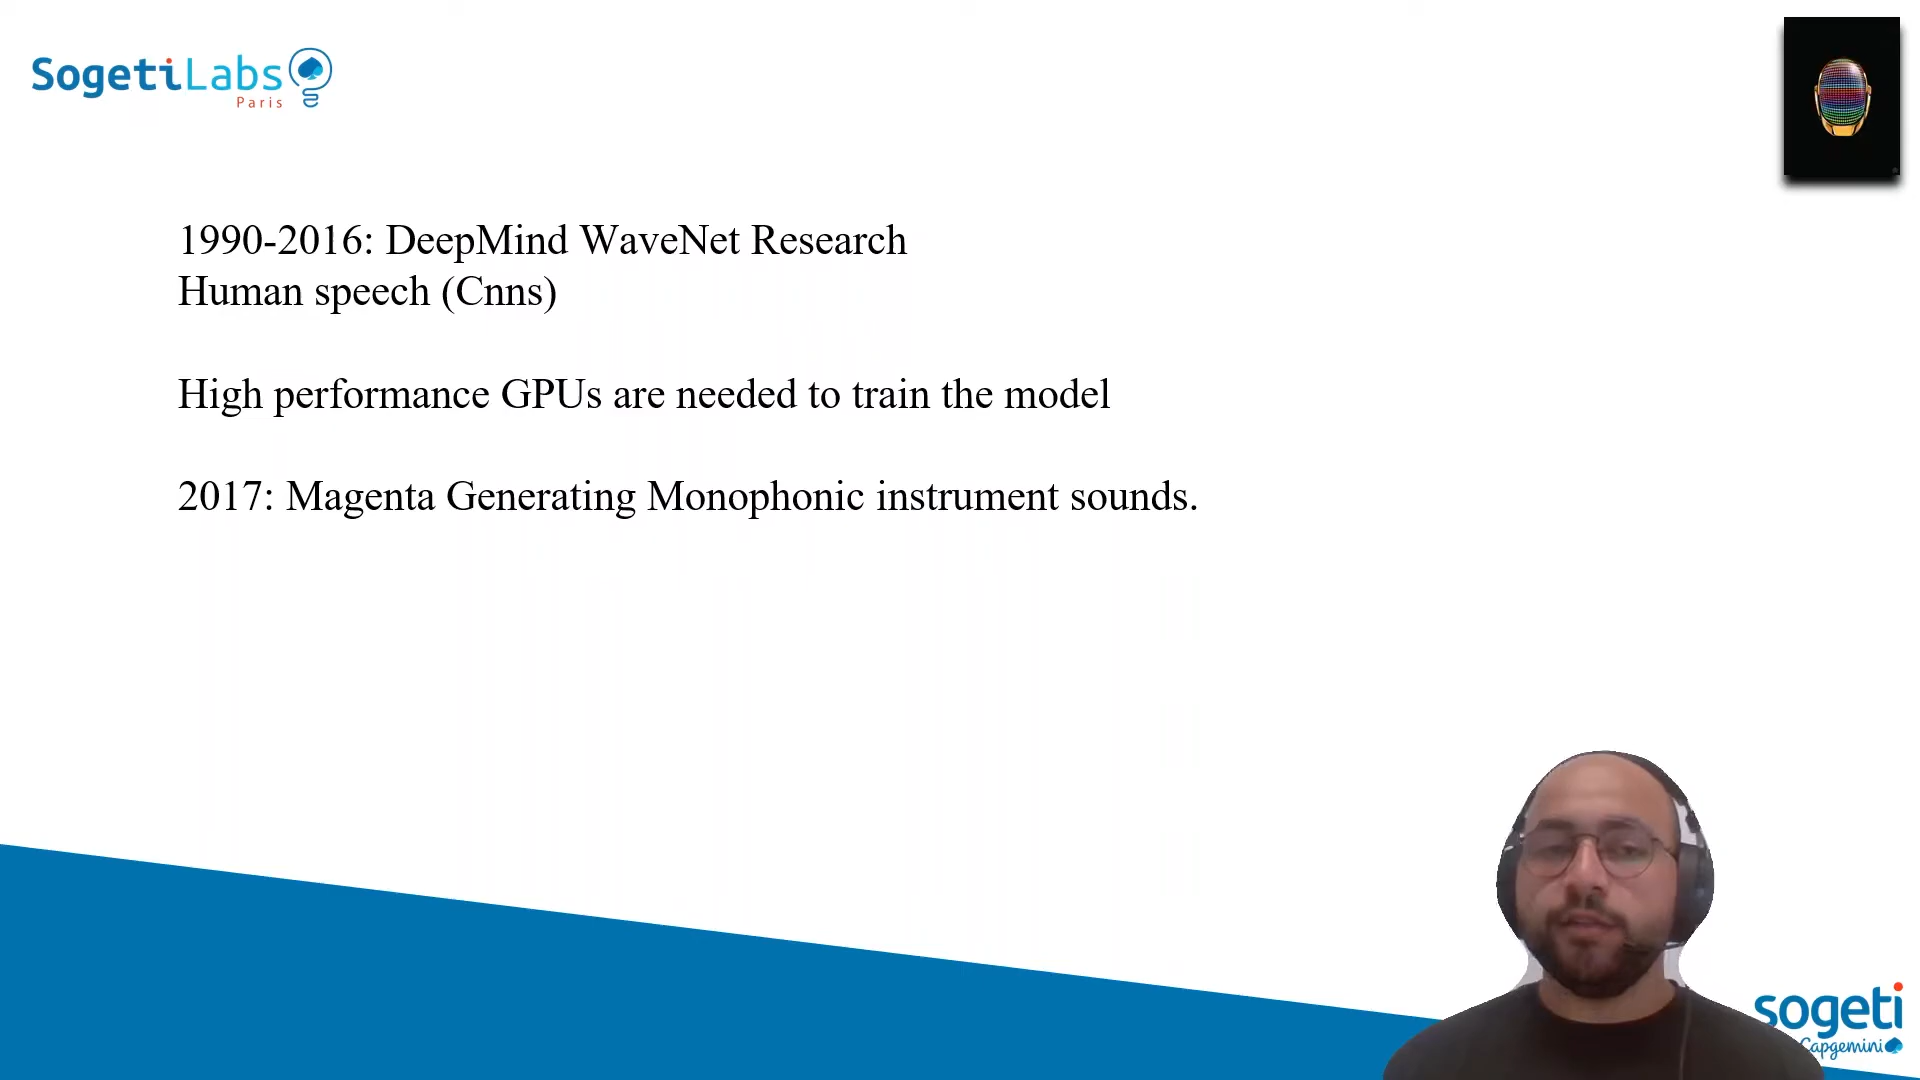 SogetiLabs
Paris
1990-2016: DeepMind WaveNet Research
Human speech (Cnns)
High performance GPUs are needed to train the model
2017: Magenta Generating Monophonic instrument sounds.
sogeti
Capgemini